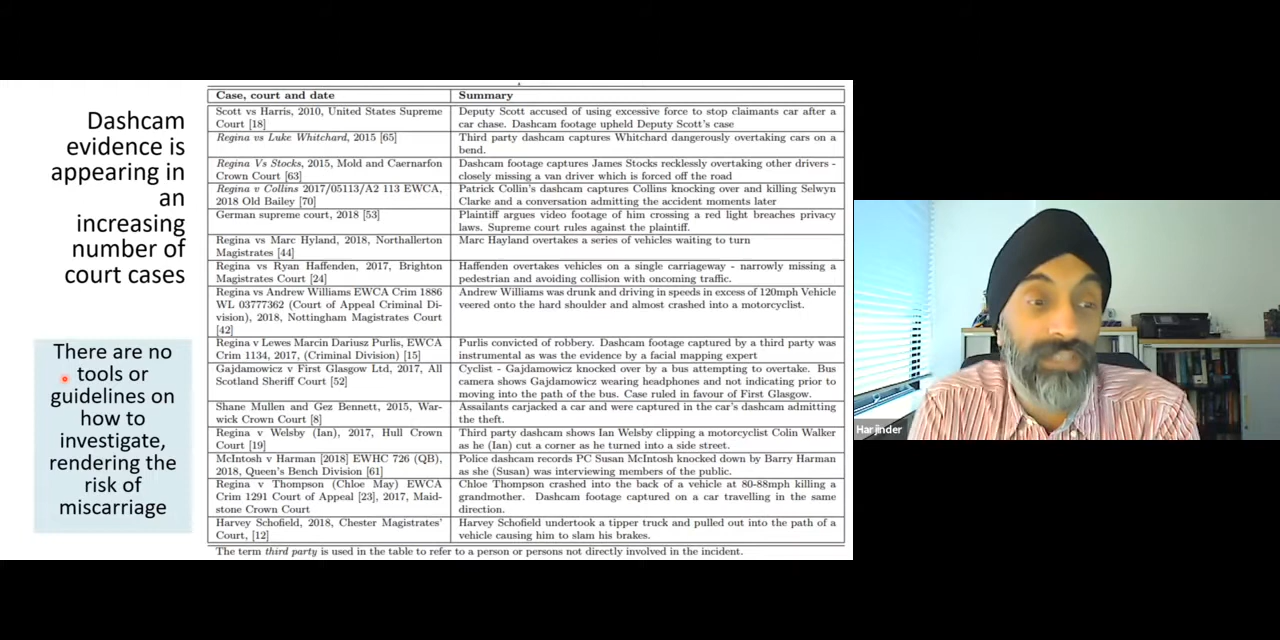 Dashcam
evidence is
appearing in
an
increasing
number of
court cases
There are no
tools or
guidelines on
how to
investigate,
rendering the
risk of
miscarriage
Case, court and date
Summary
Scott vs Harris, 2010, United States Supreme
Court [18]
Deputy Scott accused of using excessive force to stop claimants car after a
car chase. Dashcam footage upheld Deputy Scott's case
Regina vs Luke Whitchard, 2015 [65]
Third party dashcam captures Whitchard dangerously overtaking cars on a
bend.
Regina Vs Stocks, 2015, Mold and Caernarfon
Crown Court [63]
Dashcam footage captures James Stocks recklessly overtaking other drivers -
closely missing a van driver which is forced off the road
Regina v Collins 2017/05113/A2 113 EWCA,
2018 Old Bailey [70]
Patrick Collin's dashcam captures Collins knocking over and killing Selwyn
Clarke and a conversation admitting the accident moments later
German supreme court, 2018 [53]
Plaintiff argues video footage of him crossing a red light breaches privacy
laws. Supreme court rules against the plaintiff.
Regina vs Marc Hyland, 2018, Northallerton
Magistrates [44]
Marc Hayland overtakes a series of vehicles waiting to turn
Regina vs Ryan Haffenden, 2017, Brighton
Magistrates Court [24]
Haffenden overtakes vehicles on a single carriageway - narrowly missing a
pedestrian and avoiding collision with oncoming traffic.
Regina vs Andrew Williams EWCA Crim 1886
WL 03777362 (Court of Appeal Criminal Di-
vision), 2018, Nottingham Magistrates Court
[42]
Andrew Williams was drunk and driving in speeds in excess of 120mph Vehicle
veered onto the hard shoulder and almost crashed into a motorcyclist.
Regina v Lewes Marcin Dariusz Purlis, EWCA
Crim 1134, 2017, (Criminal Division) [15]
Purlis convicted of robbery. Dashcam footage captured by a third party was
instrumental as was the evidence by a facial mapping expert
Gajdamowicz v First Glasgow Ltd, 2017, All
Scotland Sheriff Court [52]
Cyclist - Gajdamowicz knocked over by a bus attempting to overtake. Bus
camera shows Gajdamowicz wearing headphones and not indicating prior to
moving into the path of the bus. Case ruled in favour of First Glasgow.
Shane Mullen and Gez Bennett, 2015, War-
wick Crown Court [8]
Assailants carjacked a car and were captured in the car's dashcam admitting
the theft.
Regina v Welsby (Ian), 2017, Hull Crown
Court [19]
Third party dashcam shows Ian Welsby clipping a motorcyclist Colin Walker
as he (Ian) cut a corner as he turned into a side street.
McIntosh v Harman [2018] EWHC 726 (QB),
2018, Queen's Bench Division [61]
Police dashcam records PC Susan McIntosh knocked down by Barry Harman
as she (Susan) was interviewing members of the public.
Regina v Thompson (Chloe May) EWCA
Crim 1291 Court of Appeal [23], 2017, Maid-
stone Crown Court
Chloe Thompson crashed into the back of a vehicle at 80-88mph killing a
grandmother. Dashcam footage captured on a car travelling in the same
direction.
Harvey Schofield, 2018, Chester Magistrates'
Court, [12]
Harvey Schofield undertook a tipper truck and pulled out into the path of a
vehicle causing him to slam his brakes.
The term third party is used in the table to refer to a person or persons not directly involved in the incident.
Harjinder